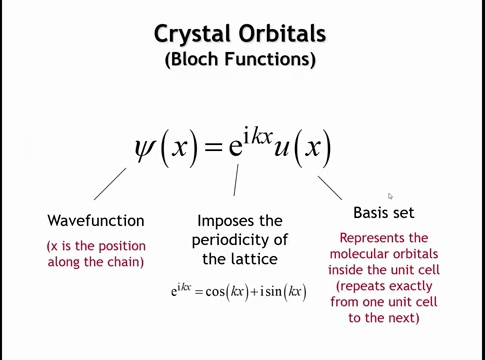 Crystal Orbitals
(Bloch Functions)
ψ(x) = e^{ikx}u(x)
Wavefunction
(x is the position
along the chain)
Imposes the
periodicity of
the lattice
e^{ikx} = cos(kx)+isin(kx)
Basis set
Represents the
molecular orbitals
inside the unit cell
(repeats exactly
from one unit cell
to the next)